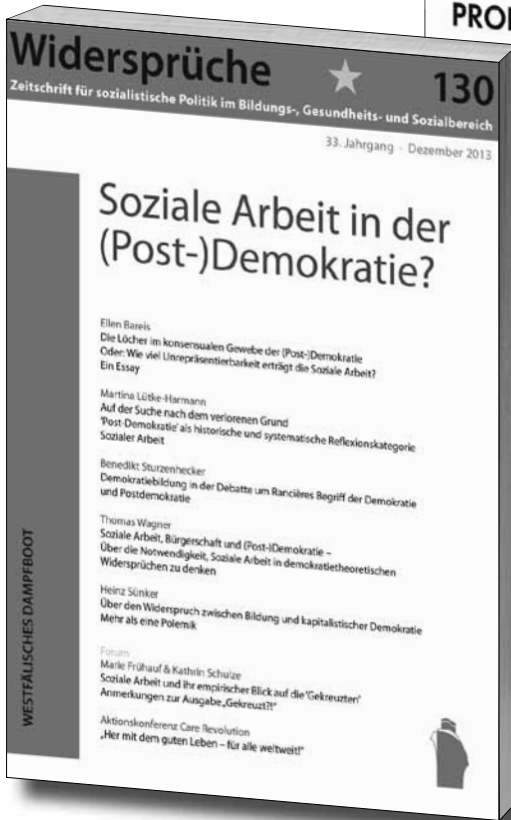 PROI
Widersprüche 130
Zeitschrift für sozialistische Politik im Bildungs-, Gesundheits- und Sozialbereich
33. Jahrgang · Dezember 2013
Soziale Arbeit in der
(Post-)Demokratie?
Ellen Bareis
Die Löcher im konsensualen Gewebe der (Post-)Demokratie
Oder: Wie viel Unrepräsentierbarkeit erträgt die Soziale Arbeit?
Ein Essay
Martina Lütke-Harmann
Auf der Suche nach dem verlorenen Grund
'Post-Demokratie' als historische und systematische Reflexionskategorie
Sozialer Arbeit
Benedikt Sturzenhecker
Demokratiebildung in der Debatte um Rancières Begriff der Demokratie
und Postdemokratie
Thomas Wagner
Soziale Arbeit, Bürgerschaft und (Post-)Demokratie –
Über die Notwendigkeit, Soziale Arbeit in demokratietheoretischen
Widersprüchen zu denken
Heinz Sünker
Über den Widerspruch zwischen Bildung und kapitalistischer Demokratie
Mehr als eine Polemik
Forum
Marie Frühauf & Kathrin Schulze
Soziale Arbeit und ihr empirischer Blick auf die 'Gekreuzten'
Anmerkungen zur Ausgabe „Gekreuzt?!"
Aktionskonferenz Care Revolution
„Her mit dem guten Leben – für alle weltweit!"
WESTFÄLISCHES DAMPFBOOT